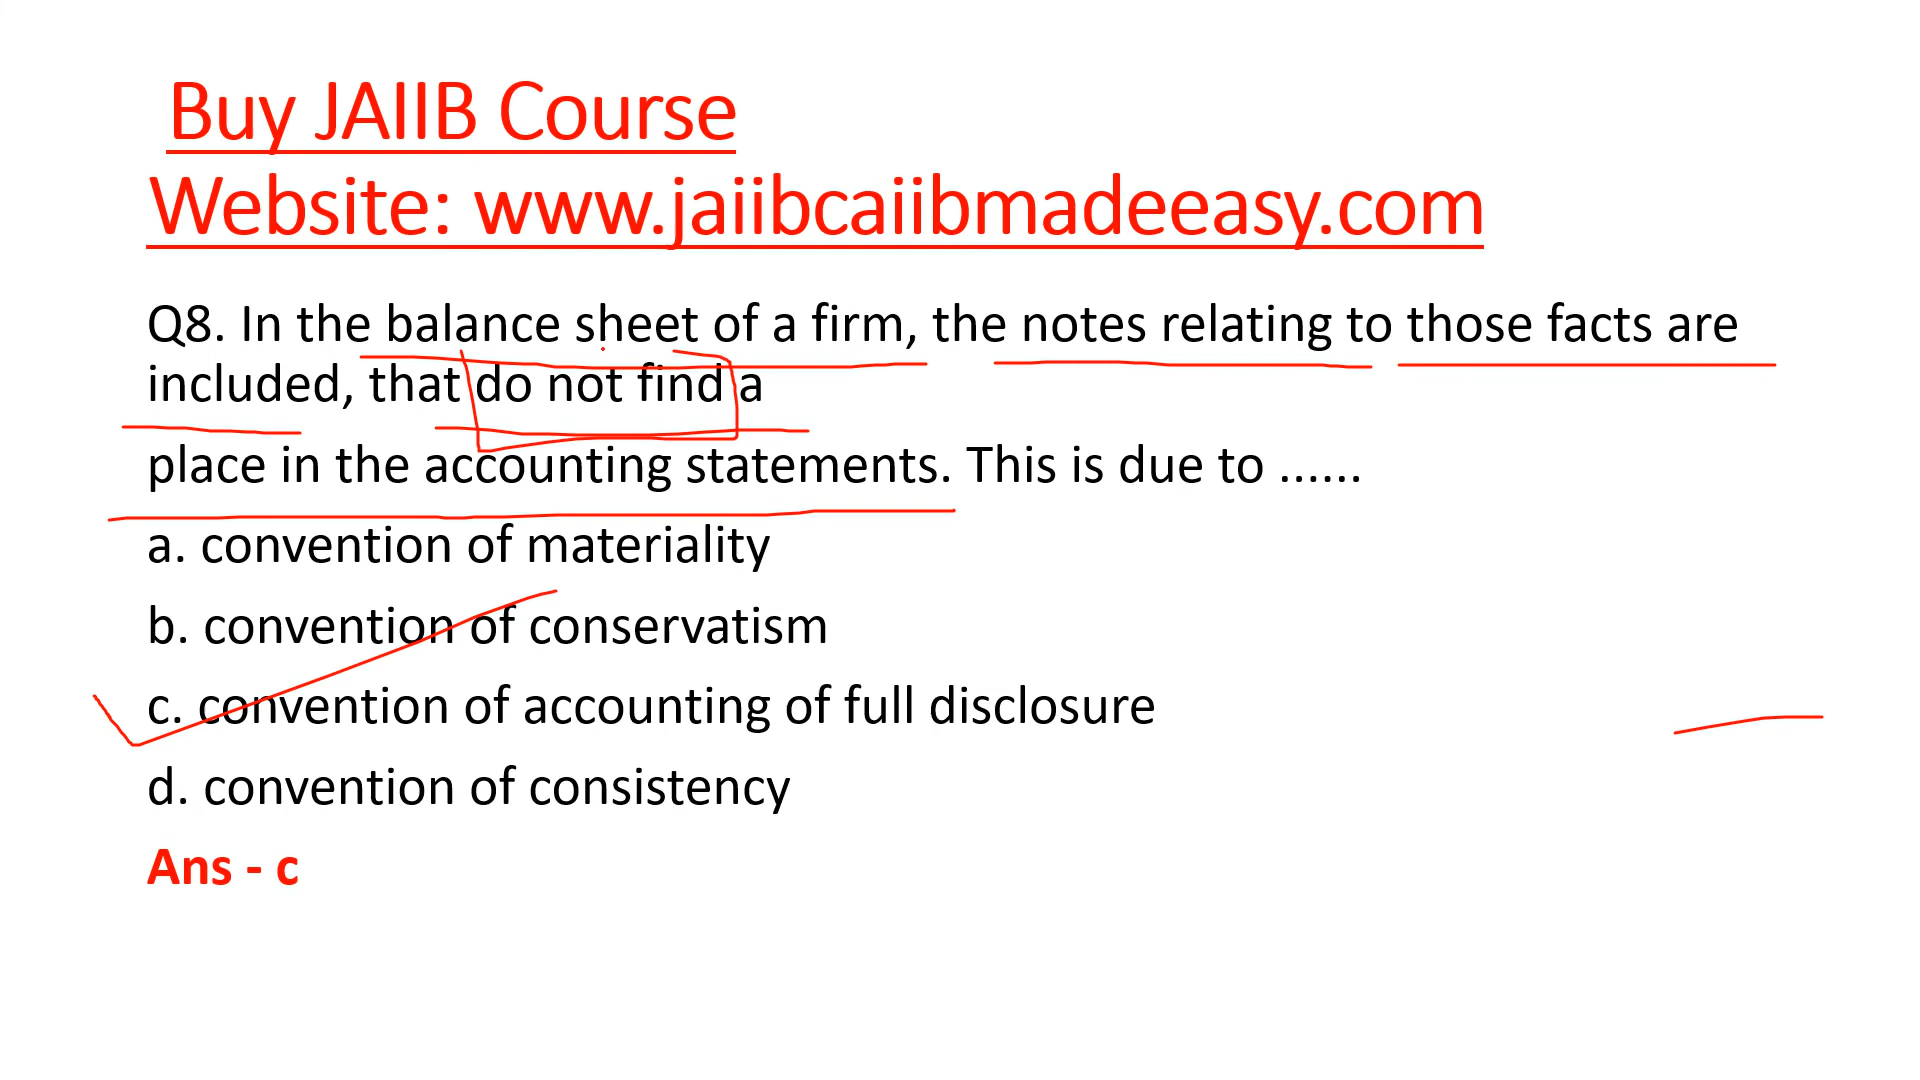 Buy JAIIB Course
Website: www.jaiibcaiibmadeeasy.com
Q8. In the balance sheet of a firm, the notes relating to those facts are
included, that do not find a
place in the accounting statements. This is due to ......
a. convention of materiality
b. convention of conservatism
c. convention of accounting of full disclosure
d. convention of consistency
Ans - c